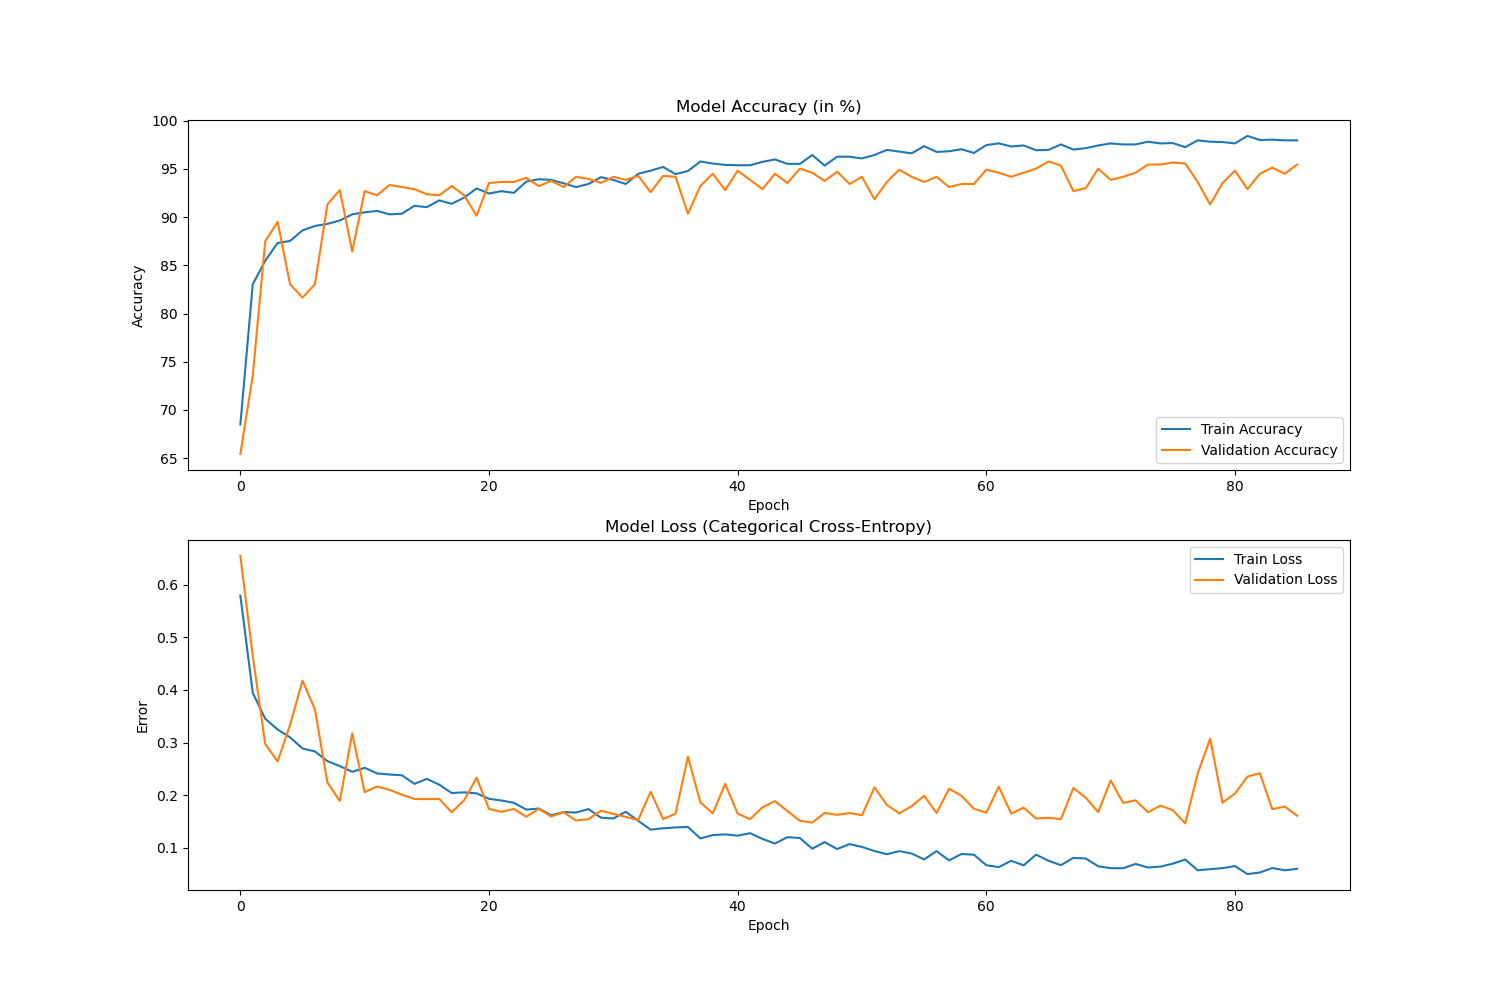 Model Accuracy (in %)
100
95
90
85
80
75
70
65
Accuracy
Train Accuracy
Validation Accuracy
0 20 40 60 80
Epoch
Model Loss (Categorical Cross-Entropy)
Train Loss
Validation Loss
0.6
0.5
0.4
0.3
0.2
0.1
Error
0 20 40 60 80
Epoch